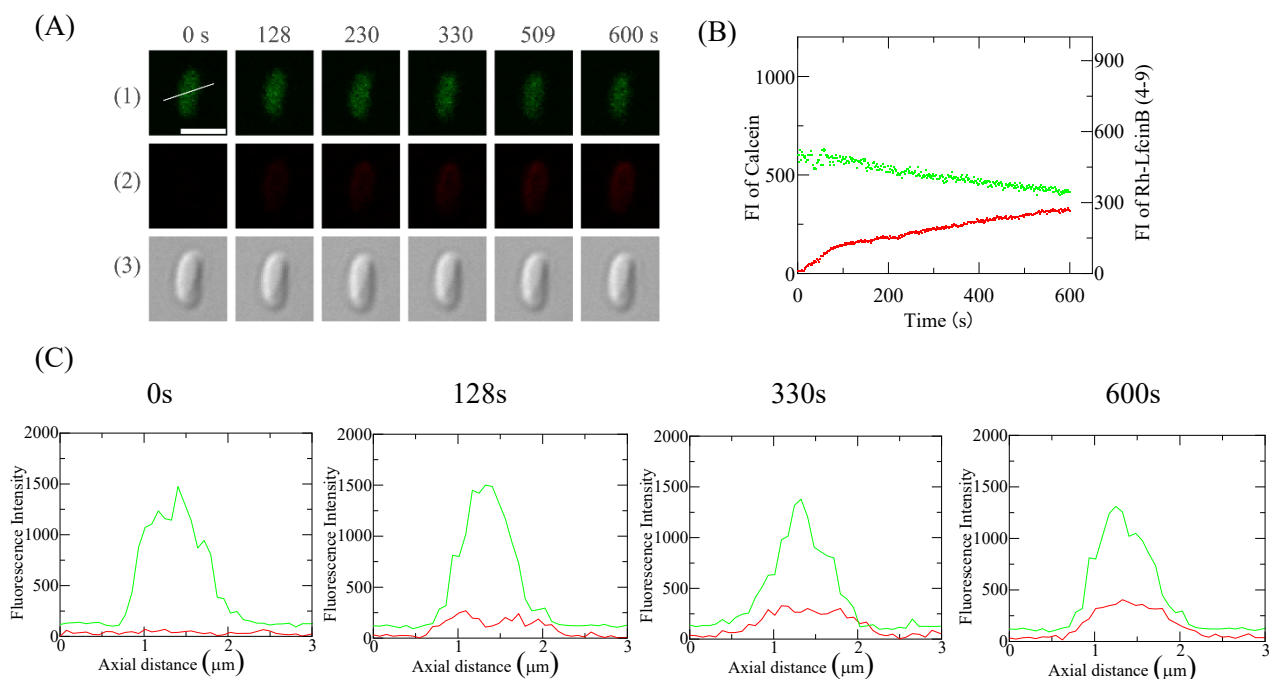 (A)
0 s 128 230 330 509 600 s
(1)
(2)
(3)
(B)
1000
500
0
FI of Calcein
900
600
300
0
FI of Rh-LfcinB (4-9)
0 200 400 600
Time (s)
(C)
0s
2000
1500
1000
500
0
Fluorescence Intensity
0 1 2 3
Axial distance (μm)
128s
2000
1500
1000
500
0
Fluorescence Intensity
0 1 2 3
Axial distance (μm)
330s
2000
1500
1000
500
0
Fluorescence Intensity
0 1 2 3
Axial distance (μm)
600s
2000
1500
1000
500
0
Fluorescence Intensity
0 1 2 3
Axial distance (μm)